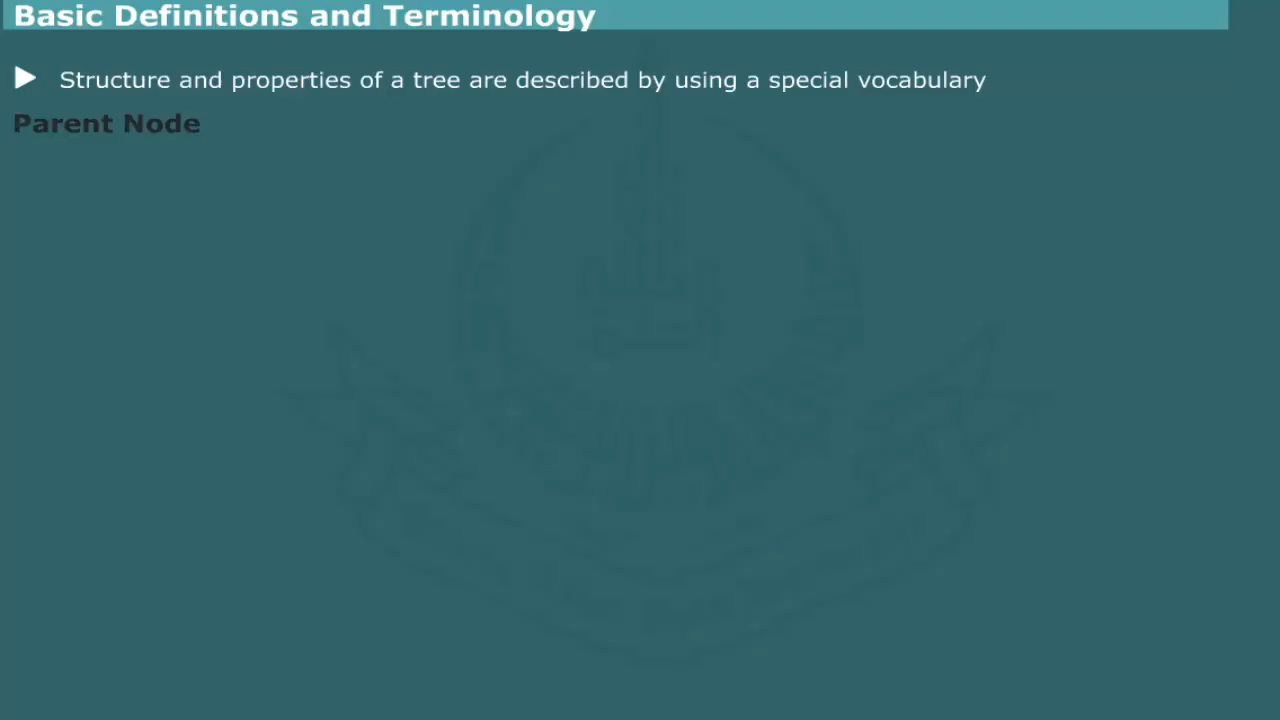 Basic Definitions and Terminology
Structure and properties of a tree are described by using a special vocabulary
Parent Node